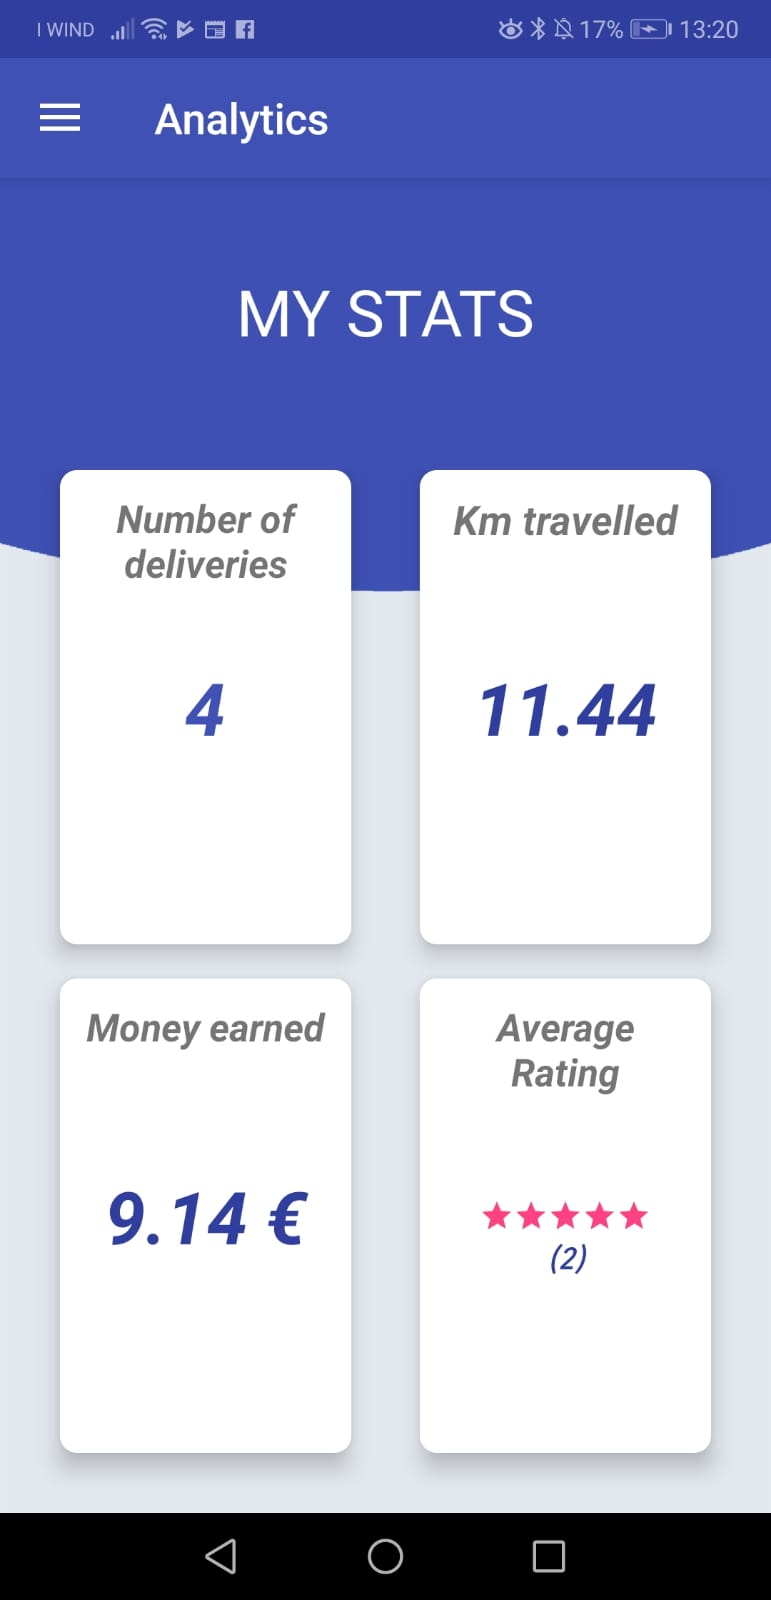 I WIND 17% 13:20
Analytics
MY STATS
Number of
deliveries
4
Km travelled
11.44
Money earned
9.14 €
Average
Rating
(2)